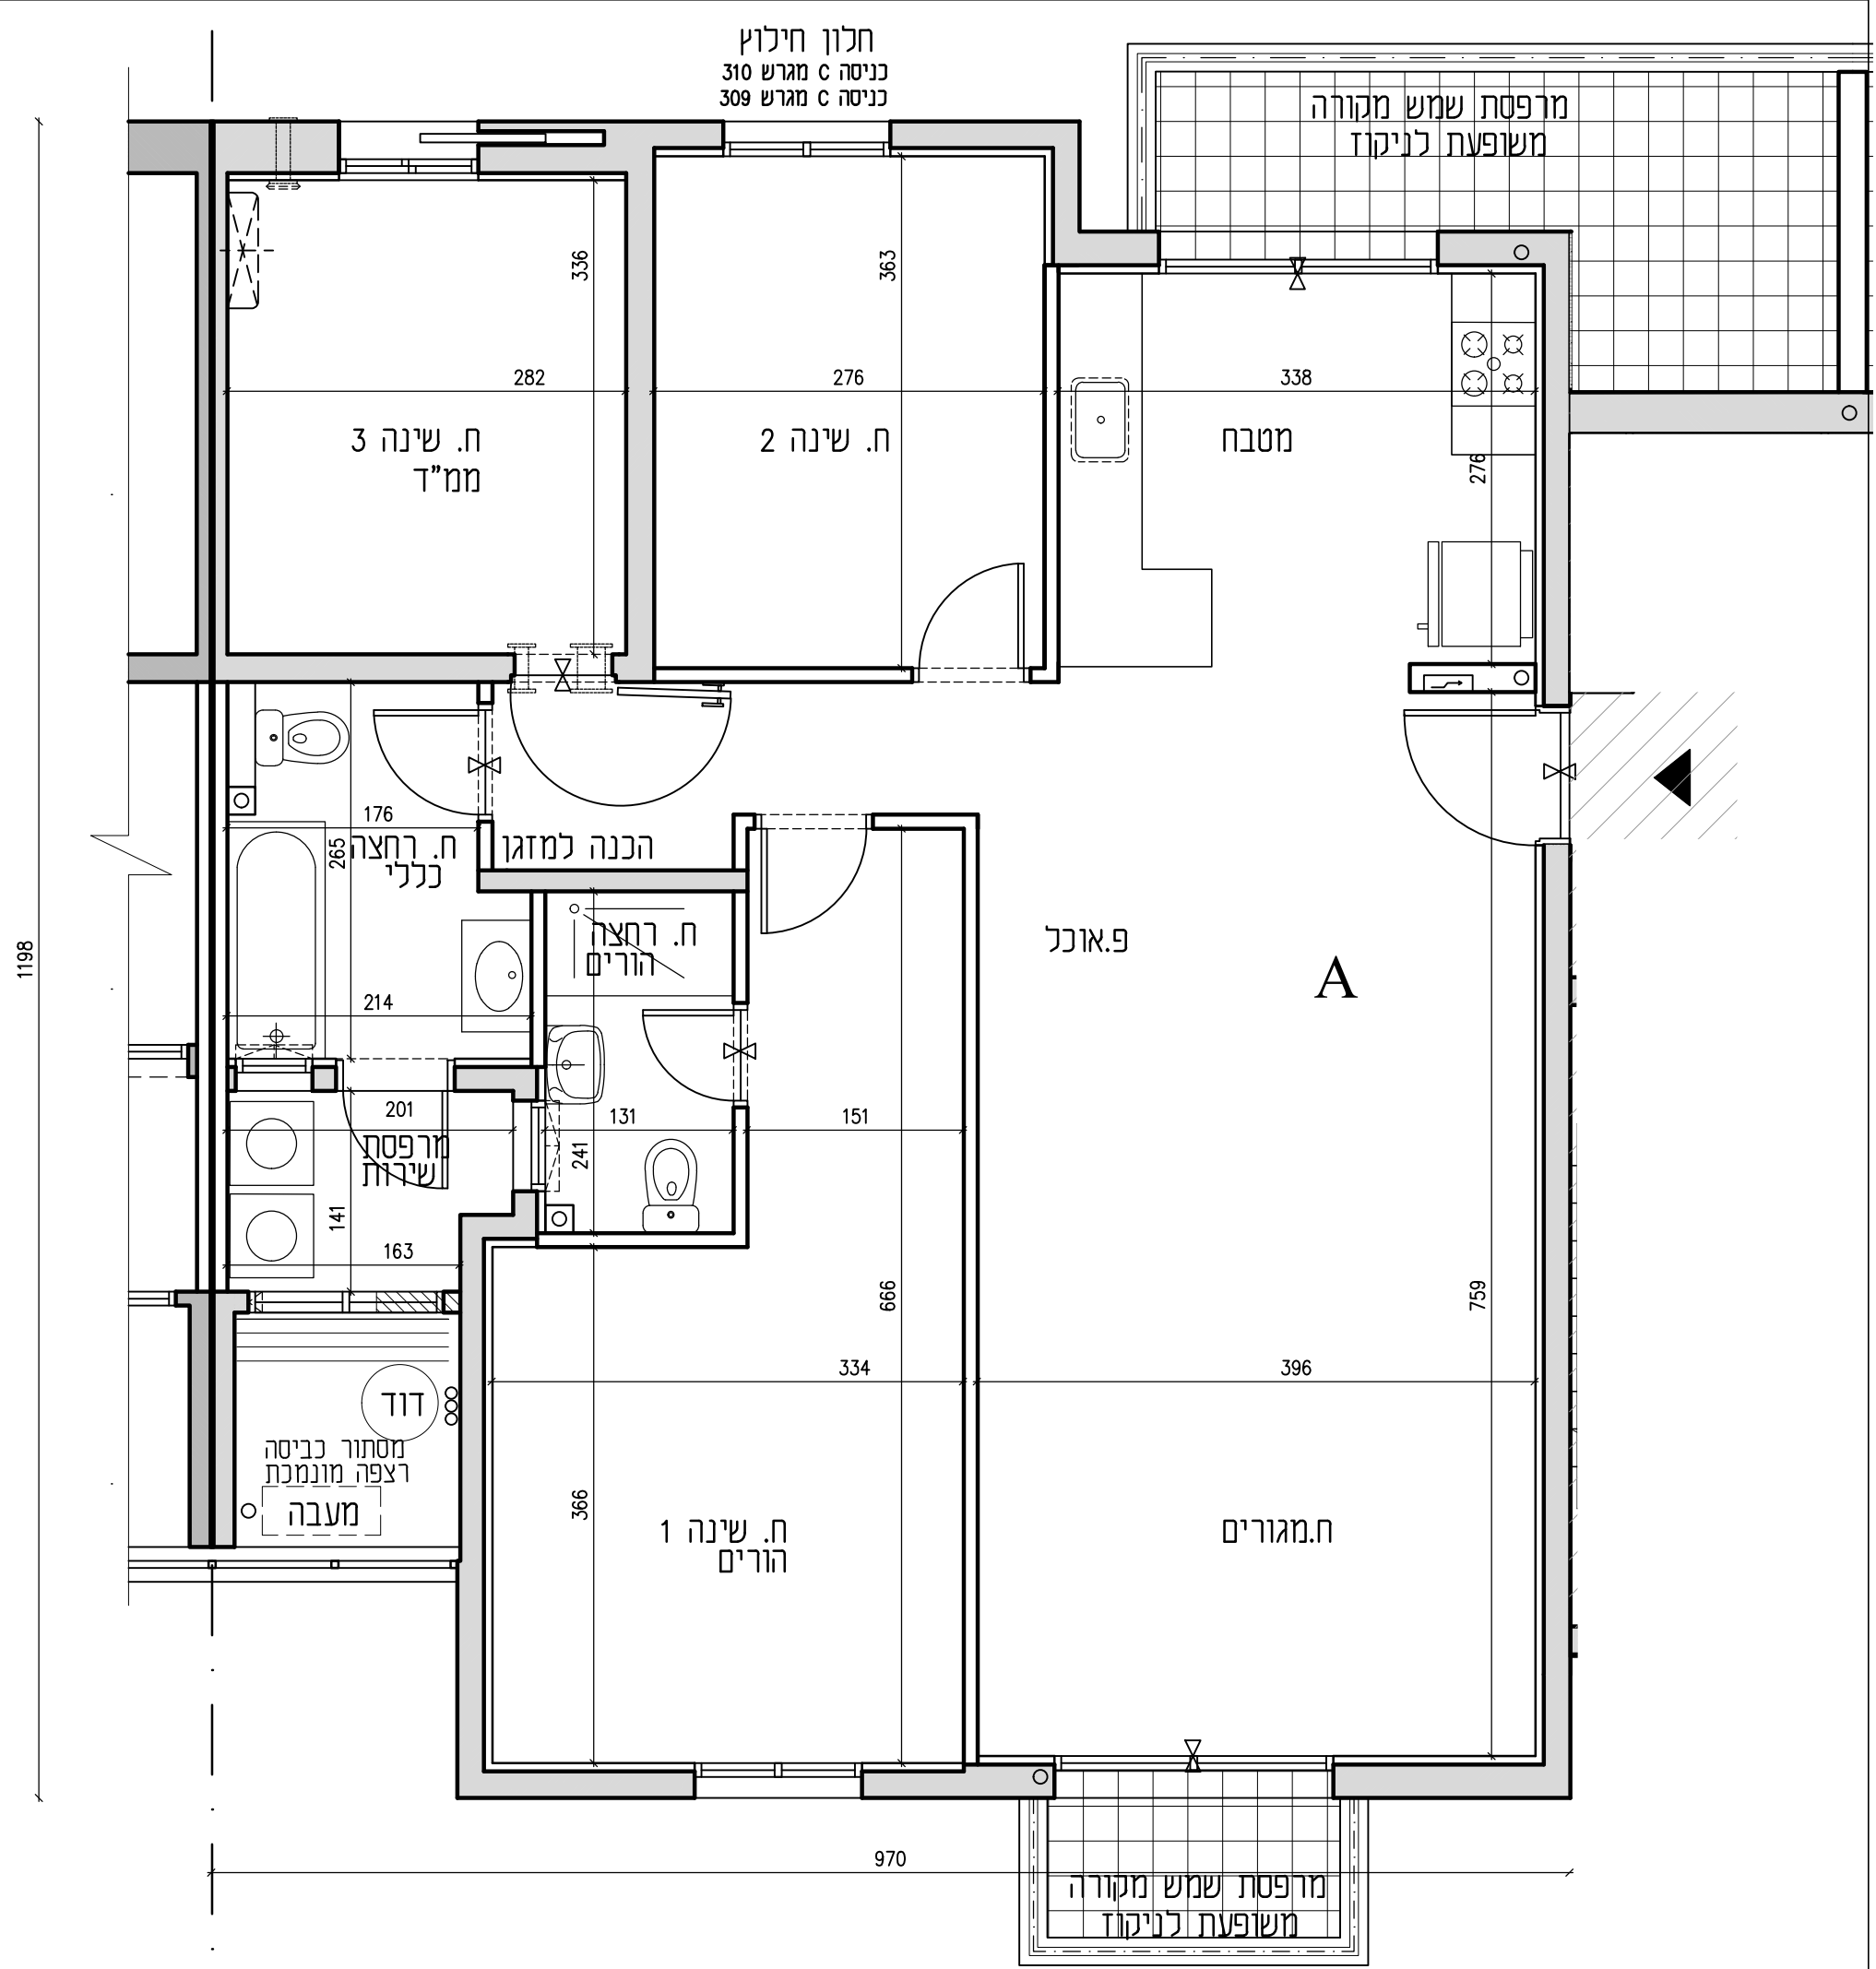 חלון חילוץ
כניסה C מגרש 310
כניסה C מגרש 309
מרפסת שמש מקורה
משופעת לניקוז
336
363
282
276
338
ח. שינה 3
ממ"ד
ח. שינה 2
מטבח
276
176
265
ח. רחצה
כללי
הכנה למזגן
ח. רחצה
הורים
פ.אוכל
A
1198
214
201
131
151
מרפסת
שירות
241
141
163
666
759
334
396
דוד
מסתור כביסה
רצפה מונמכת
מעבה
366
ח. שינה 1
הורים
ח.מגורים
970
מרפסת שמש מקורה
משופעת לניקוז